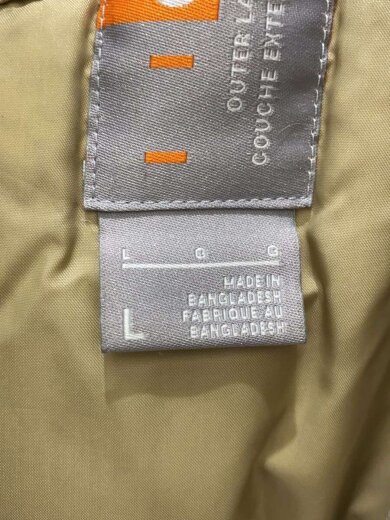 OUTER LA
COUCHE EXTE
L G G
L
MADE IN
BANGLADESH
FABRIQUE AU
BANGLADESH